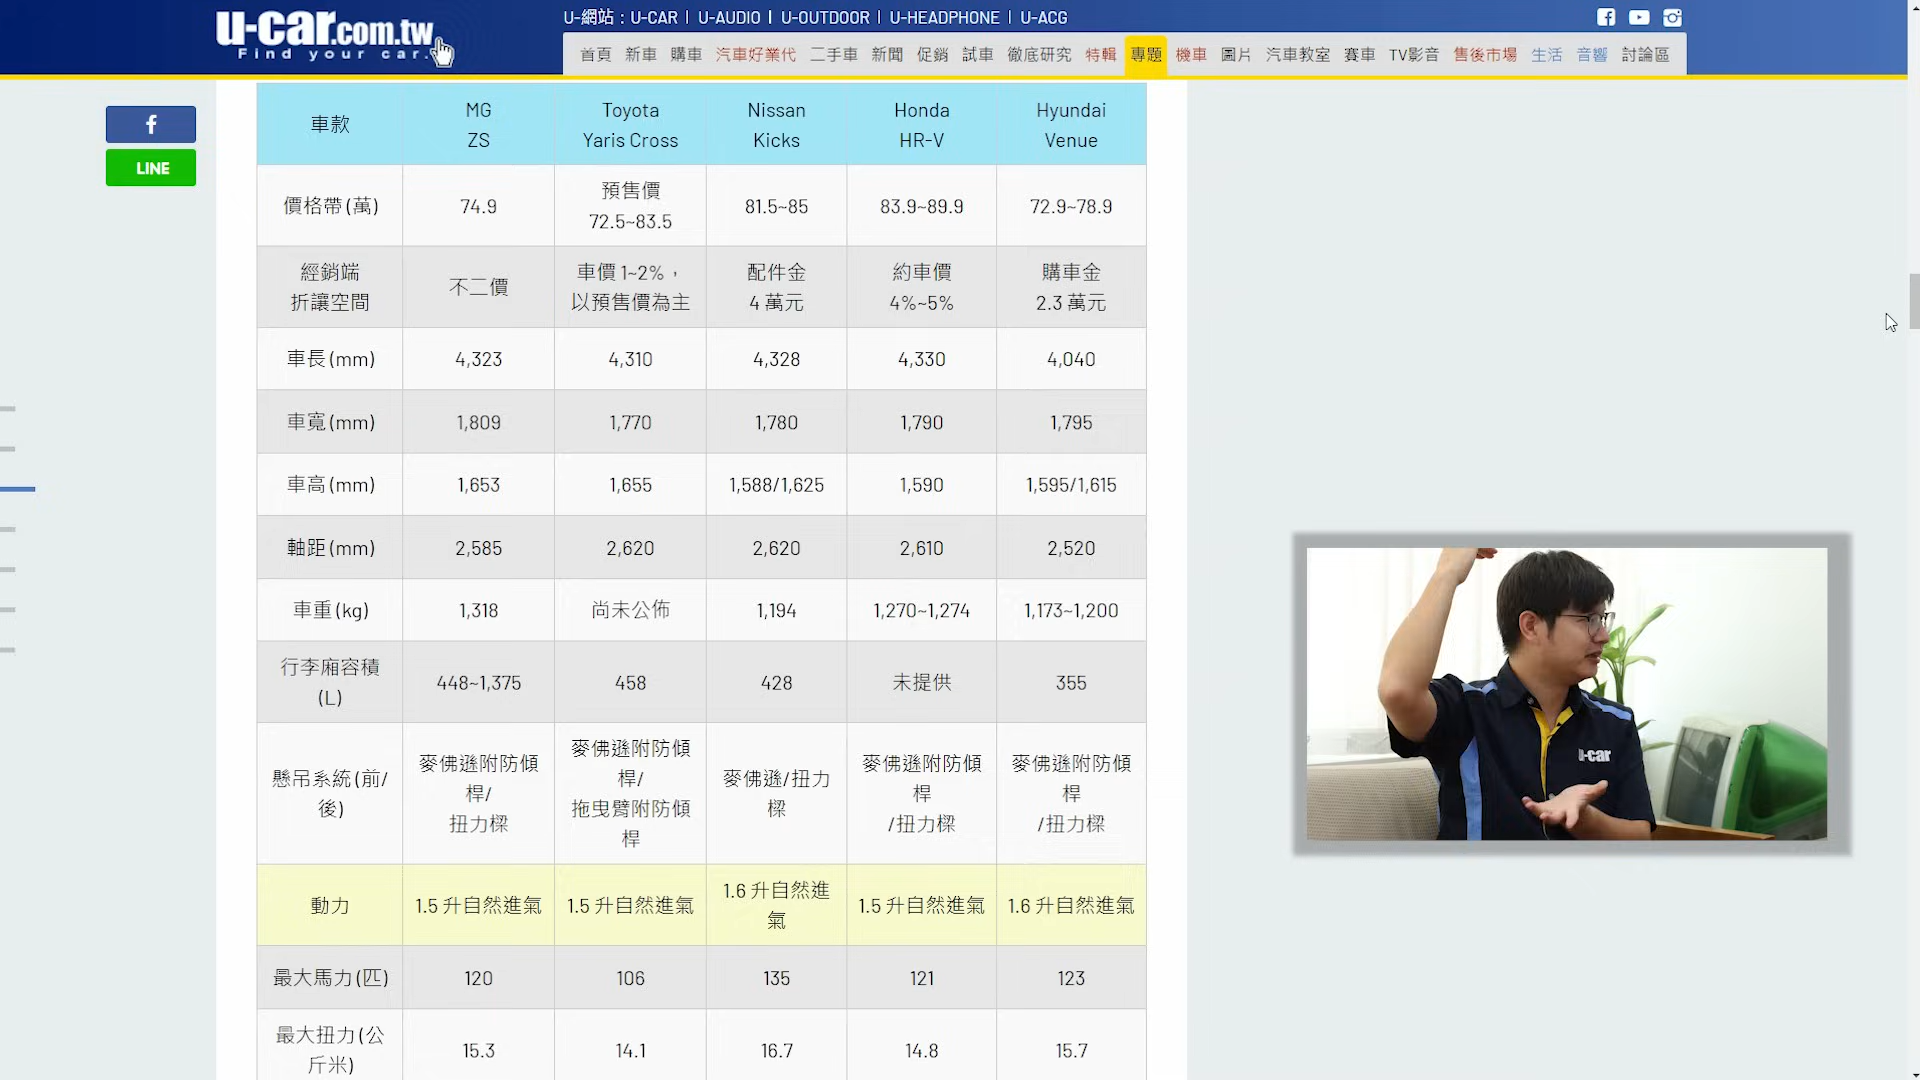 u-car.com.tw
Find your car.
U-網站：U-CAR | U-AUDIO | U-OUTDOOR | U-HEADPHONE | U-ACG
首頁 新車 購車 汽車好業代 二手車 新聞 促銷 試車 徹底研究 特輯 專題 機車 圖片 汽車教室 賽車 TV影音 售後市場 生活 音響 討論區
f
LINE
車款
MG
ZS
Toyota
Yaris Cross
Nissan
Kicks
Honda
HR-V
Hyundai
Venue
價格帶(萬)
74.9
預售價
72.5~83.5
81.5~85
83.9~89.9
72.9~78.9
經銷端
折讓空間
不二價
車價 1~2%，
以預售價為主
配件金
4 萬元
約車價
4%~5%
購車金
2.3 萬元
車長(mm)
4,323
4,310
4,328
4,330
4,040
車寬(mm)
1,809
1,770
1,780
1,790
1,795
車高(mm)
1,653
1,655
1,588/1,625
1,590
1,595/1,615
軸距(mm)
2,585
2,620
2,620
2,610
2,520
車重(kg)
1,318
尚未公佈
1,194
1,270~1,274
1,173~1,200
行李廂容積
(L)
448~1,375
458
428
未提供
355
懸吊系統(前/
後)
麥佛遜附防傾
桿/
扭力樑
麥佛遜附防傾
桿/
拖曳臂附防傾
桿
麥佛遜/扭力
樑
麥佛遜附防傾
桿
/扭力樑
麥佛遜附防傾
桿
/扭力樑
動力
1.5 升自然進氣
1.5 升自然進氣
1.6 升自然進
氣
1.5 升自然進氣
1.6 升自然進氣
最大馬力(匹)
120
106
135
121
123
最大扭力(公
斤米)
15.3
14.1
16.7
14.8
15.7
u-car